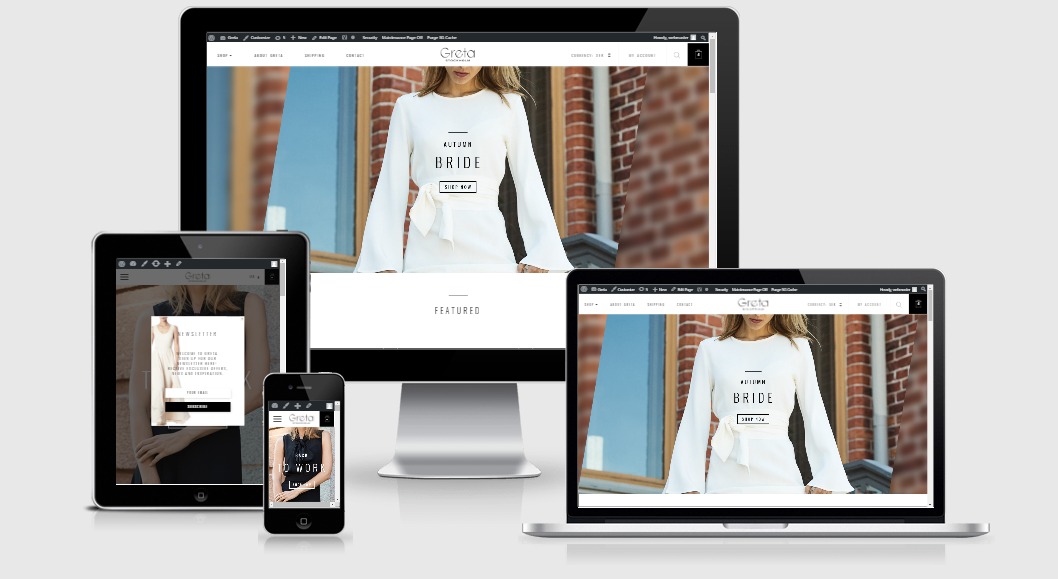 Greta Customize 5 New Edit Page Security Maintenance Page: Off Purge SG Cache Howdy, webmaster
SHOP ABOUT GRETA SHIPPING CONTACT
Greta
CURRENCY: SEK MY ACCOUNT
AUTUMN
BRIDE
SHOP NOW
FEATURED
Greta
NEWSLETTER
WELCOME TO GRETA
SIGN UP FOR OUR
NEWSLETTER HERE!
RECEIVE EXCLUSIVE OFFERS,
NEWS AND INSPIRATION.
YOUR EMAIL
SUBSCRIBE
Greta
BACK
TO WORK
SHOP NOW
Greta Customize 5 New Edit Page Security Maintenance Page: Off Purge SG Cache Howdy, webmaster
SHOP ABOUT GRETA SHIPPING CONTACT
Greta
CURRENCY: SEK MY ACCOUNT
AUTUMN
BRIDE
SHOP NOW